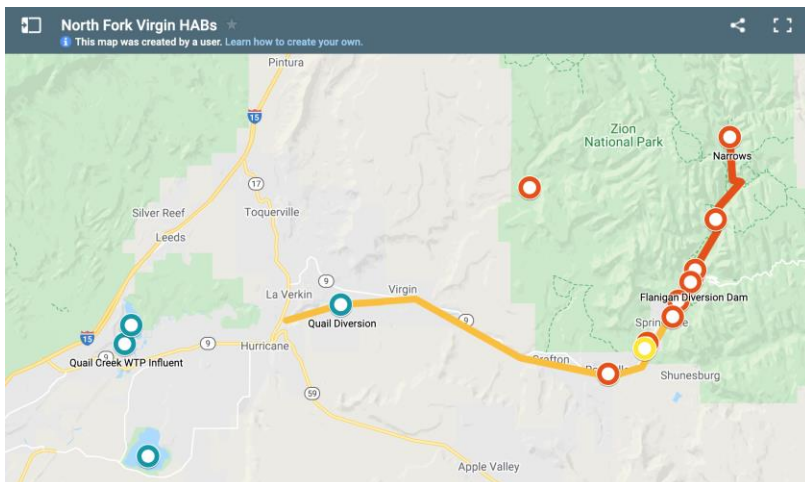 North Fork Virgin HABs
This map was created by a user. Learn how to create your own.
Pintura
15
Zion
National Park
Narrows
17
Silver Reef
Toquerville
Leeds
9
La Verkin
Virgin
Flanigan Diversion Dam
Quail Diversion
9
15
9
9
Hurricane
Quail Creek WTP Influent
Shunesburg
59
Apple Valley